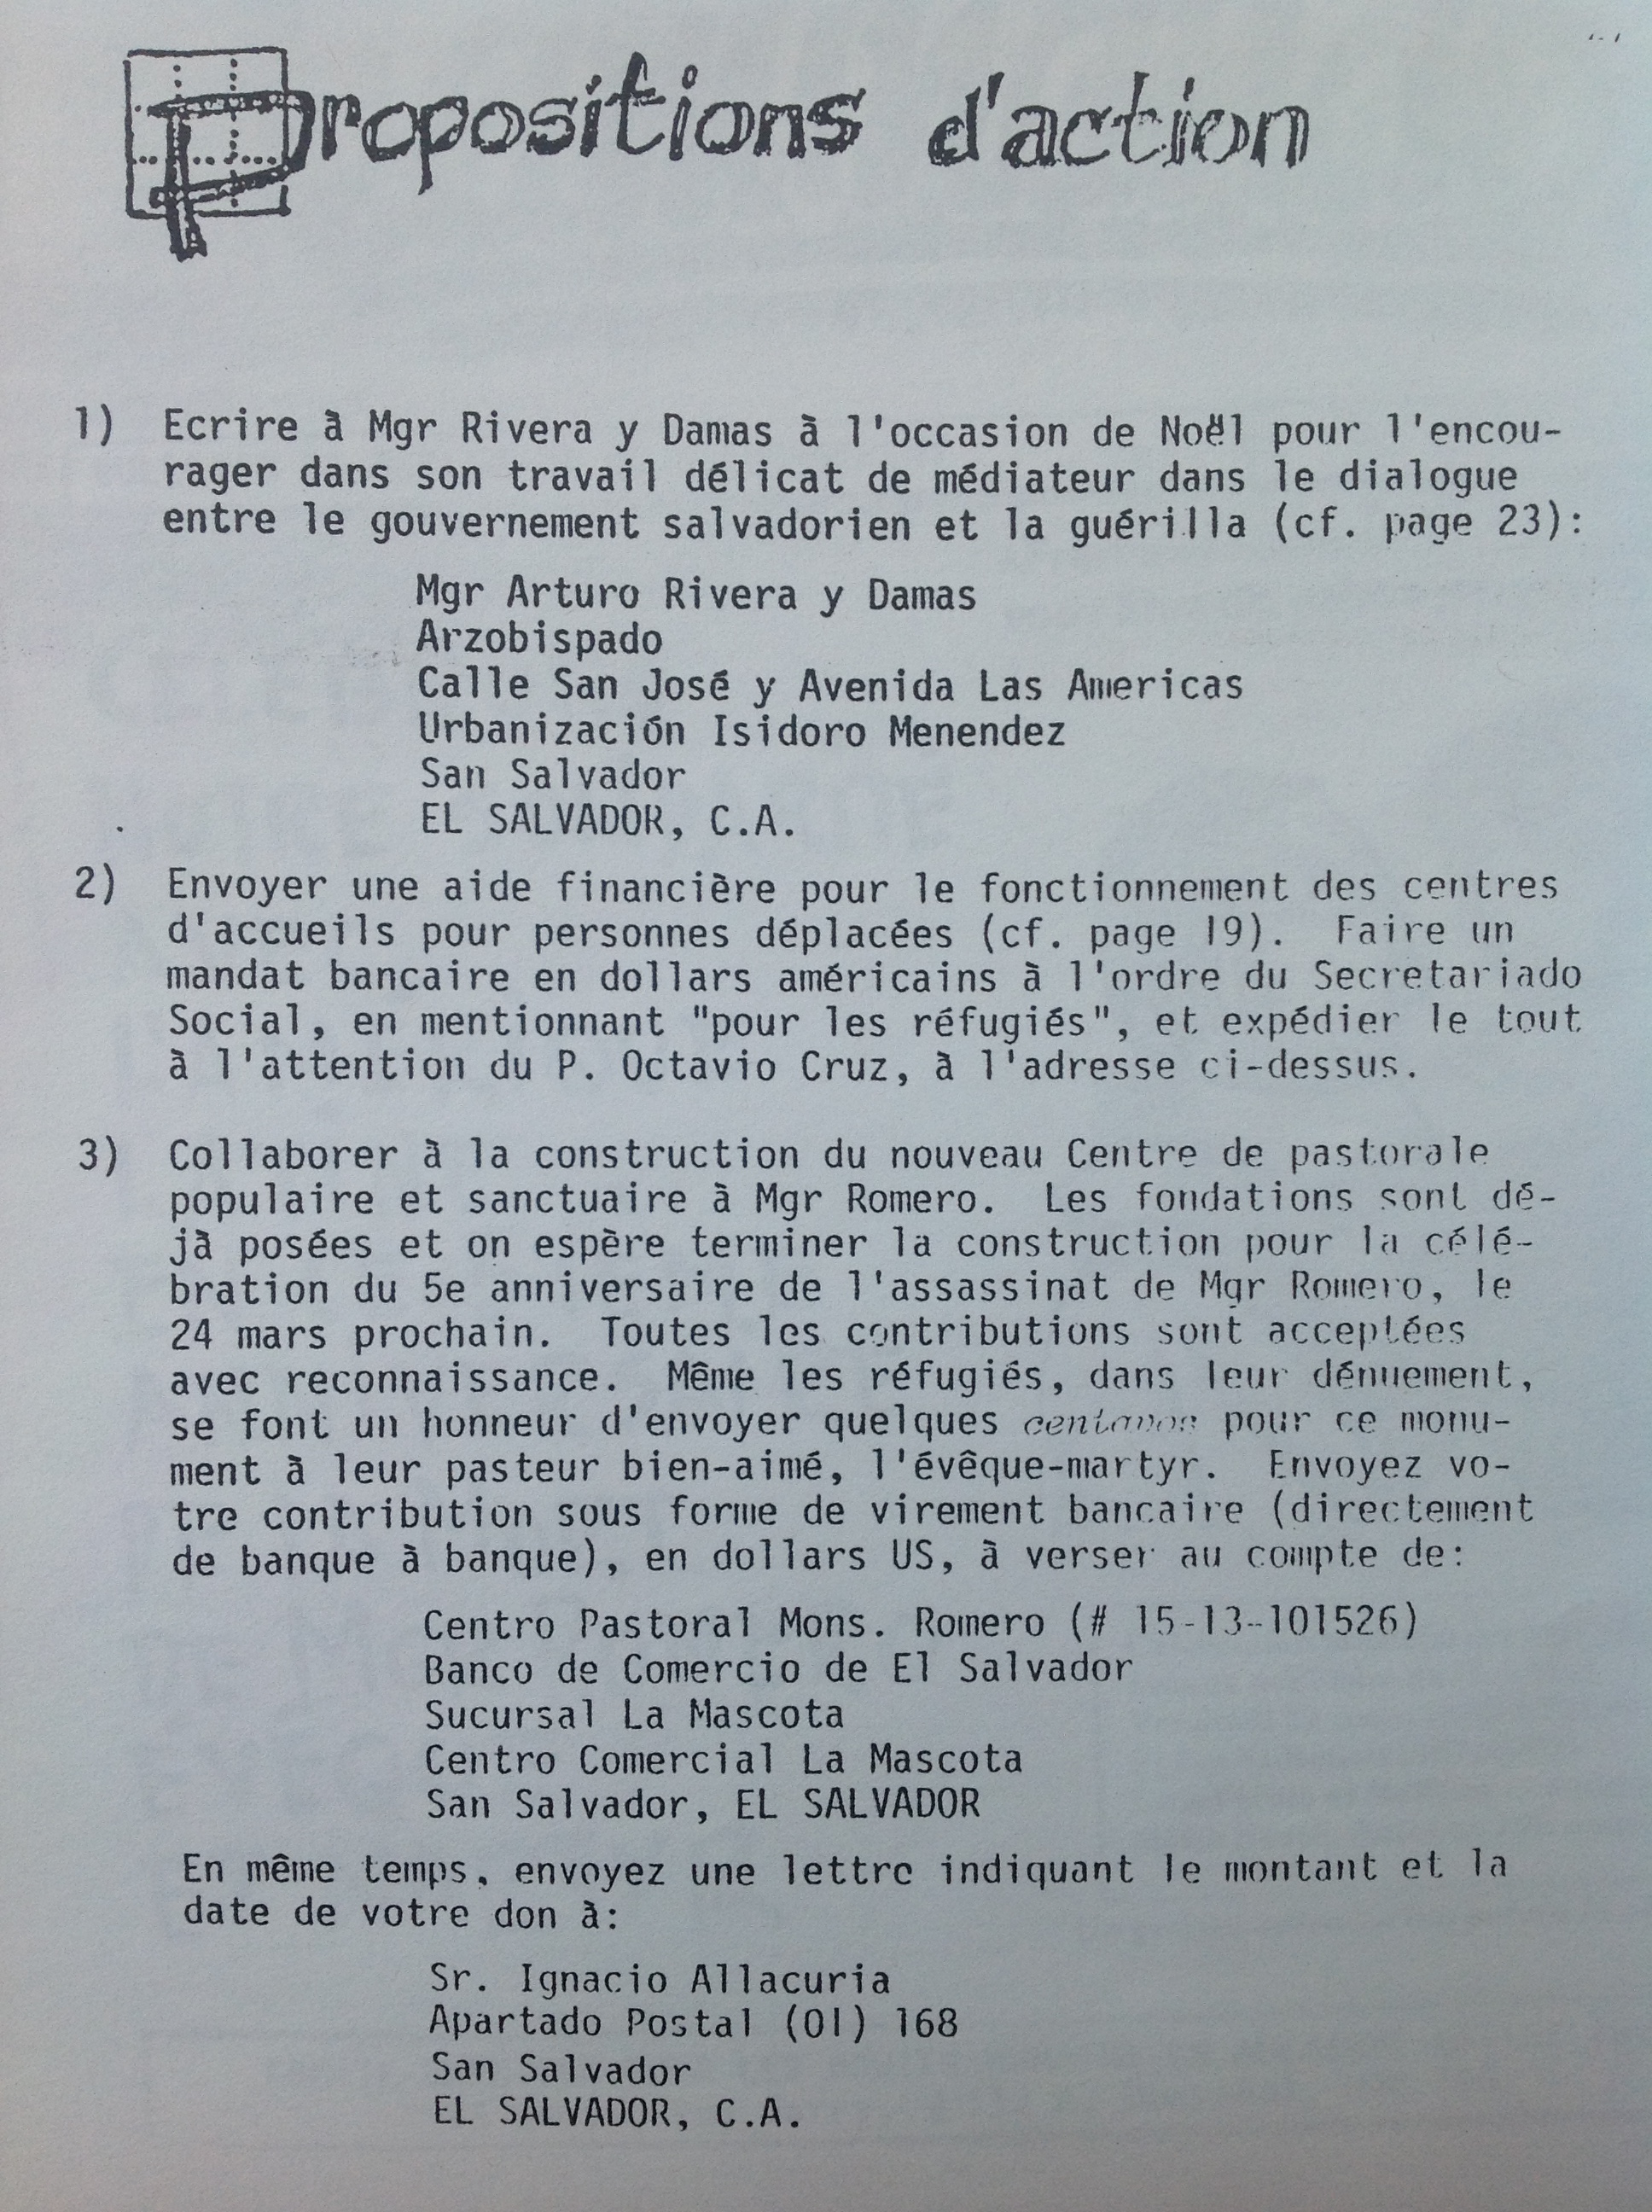 Propositions d'action
1) Ecrire à Mgr Rivera y Damas à l'occasion de Noël pour l'encou-
rager dans son travail délicat de médiateur dans le dialogue
entre le gouvernement salvadorien et la guérilla (cf. page 23):
Mgr Arturo Rivera y Damas
Arzobispado
Calle San José y Avenida Las Americas
Urbanización Isidoro Menendez
San Salvador
EL SALVADOR, C.A.
2) Envoyer une aide financière pour le fonctionnement des centres
d'accueils pour personnes déplacées (cf. page 19). Faire un
mandat bancaire en dollars américains à l'ordre du Secretariado
Social, en mentionnant "pour les réfugiés", et expédier le tout
à l'attention du P. Octavio Cruz, à l'adresse ci-dessus.
3) Collaborer à la construction du nouveau Centre de pastorale
populaire et sanctuaire à Mgr Romero. Les fondations sont dé-
jà posées et on espère terminer la construction pour la célé-
bration du 5e anniversaire de l'assassinat de Mgr Romero, le
24 mars prochain. Toutes les contributions sont acceptées
avec reconnaissance. Même les réfugiés, dans leur dénuement,
se font un honneur d'envoyer quelques centavos pour ce monu-
ment à leur pasteur bien-aimé, l'évêque-martyr. Envoyez vo-
tre contribution sous forme de virement bancaire (directement
de banque à banque), en dollars US, à verser au compte de:
Centro Pastoral Mons. Romero (# 15-13-101526)
Banco de Comercio de El Salvador
Sucursal La Mascota
Centro Comercial La Mascota
San Salvador, EL SALVADOR
En même temps, envoyez une lettre indiquant le montant et la
date de votre don à:
Sr. Ignacio Allacuria
Apartado Postal (01) 168
San Salvador
EL SALVADOR, C.A.